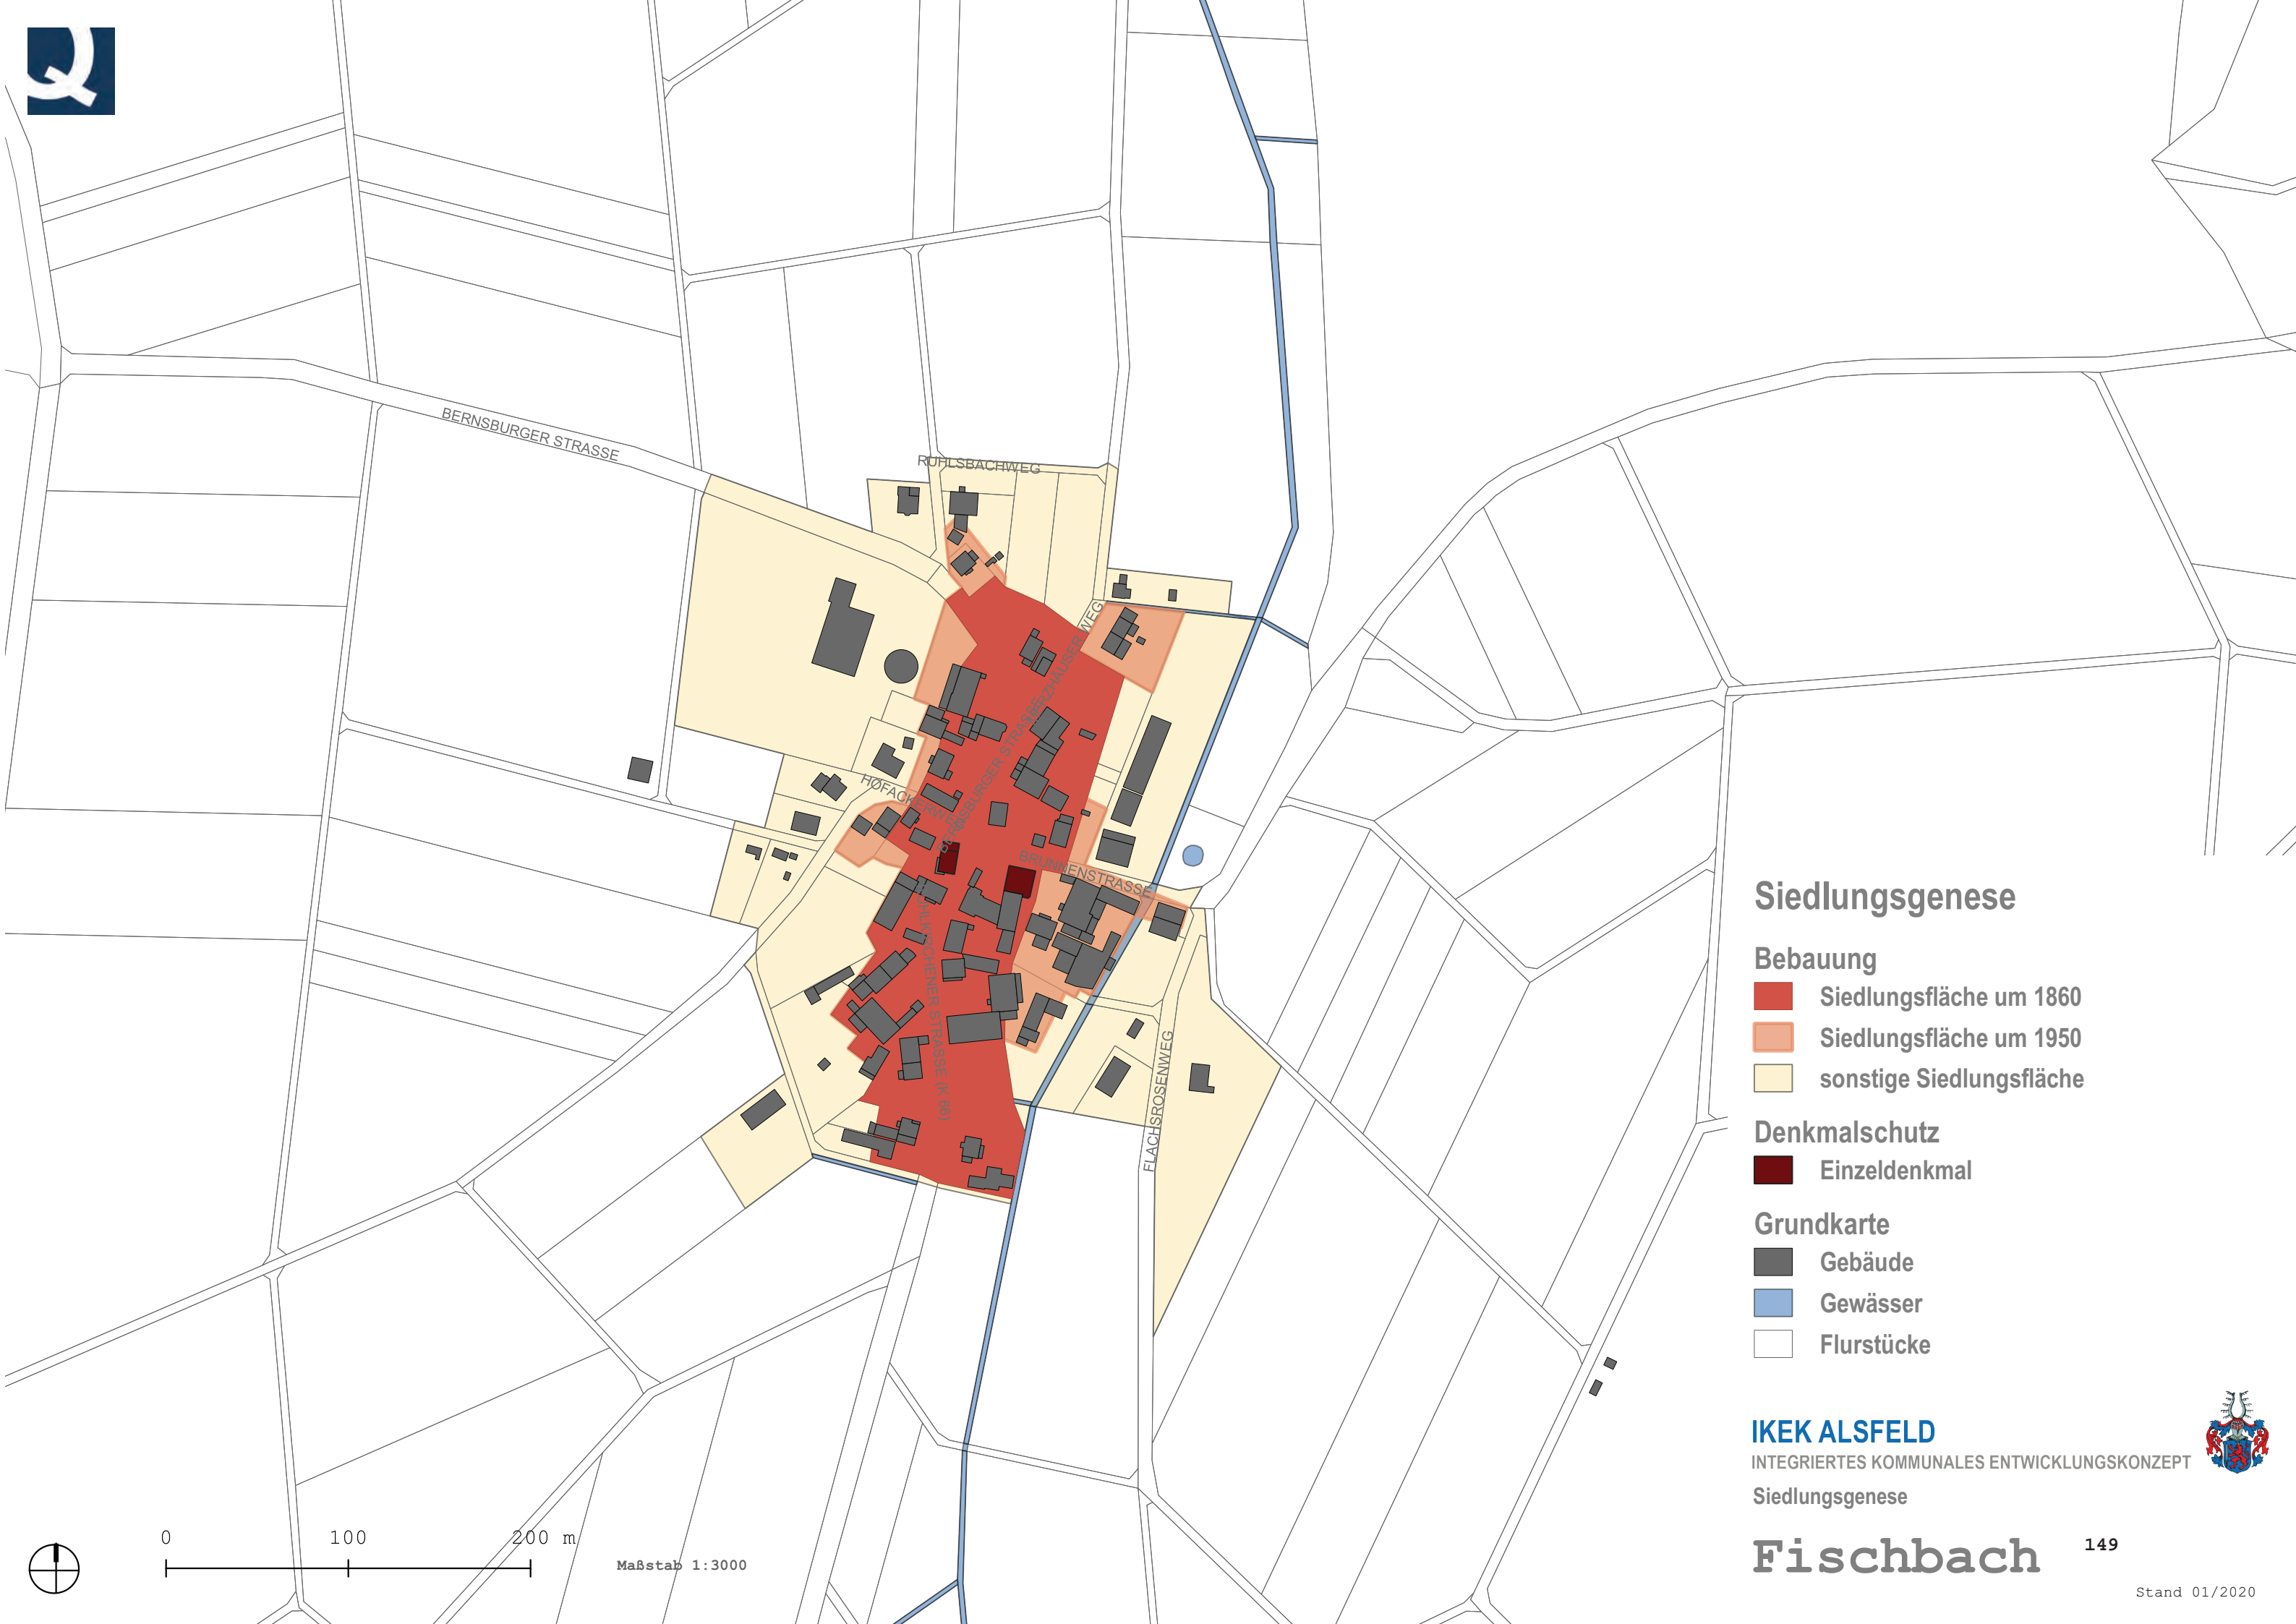 BERNSBURGER STRASSE
RUHLSBACHWEG
WEG
HOFACKERWEG
BRUNNENSTRASSE
FLACHSROSENWEG
Siedlungsgenese
Bebauung
Siedlungsfläche um 1860
Siedlungsfläche um 1950
sonstige Siedlungsfläche
Denkmalschutz
Einzeldenkmal
Grundkarte
Gebäude
Gewässer
Flurstücke
IKEK ALSFELD
INTEGRIERTES KOMMUNALES ENTWICKLUNGSKONZEPT
Siedlungsgenese
Fischbach 149
Stand 01/2020
0 100 200 m
Maßstab 1:3000